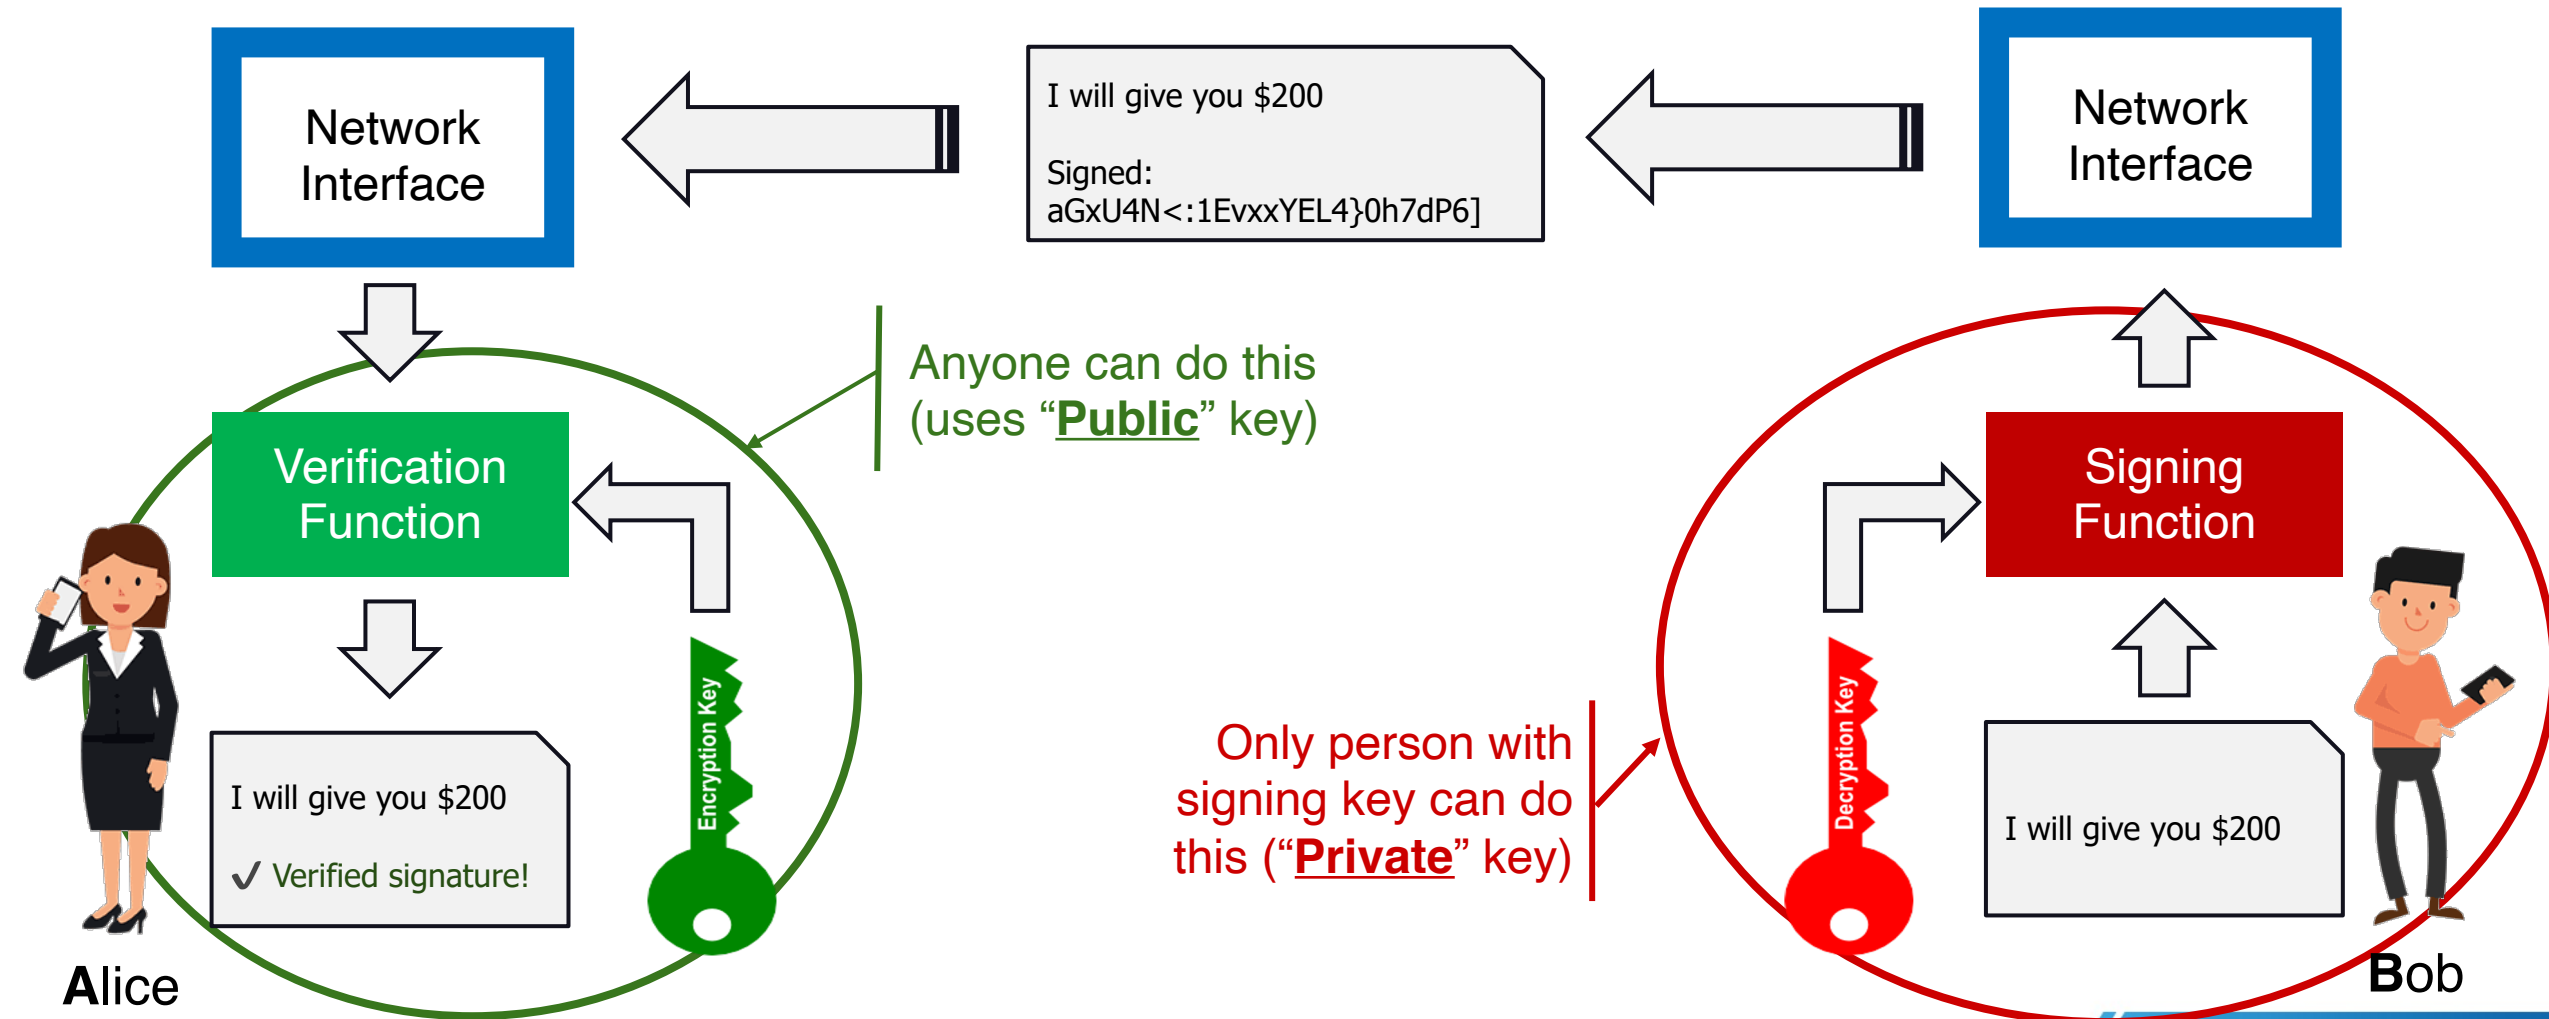 Network
Interface
I will give you $200
Signed:
aGxU4N<:1EvxxYEL4}0h7dP6]
Network
Interface
Anyone can do this
(uses “Public” key)
Verification
Function
Signing
Function
Encryption Key
Decryption Key
Only person with
signing key can do
this (“Private” key)
I will give you $200
✓ Verified signature!
I will give you $200
Alice
Bob